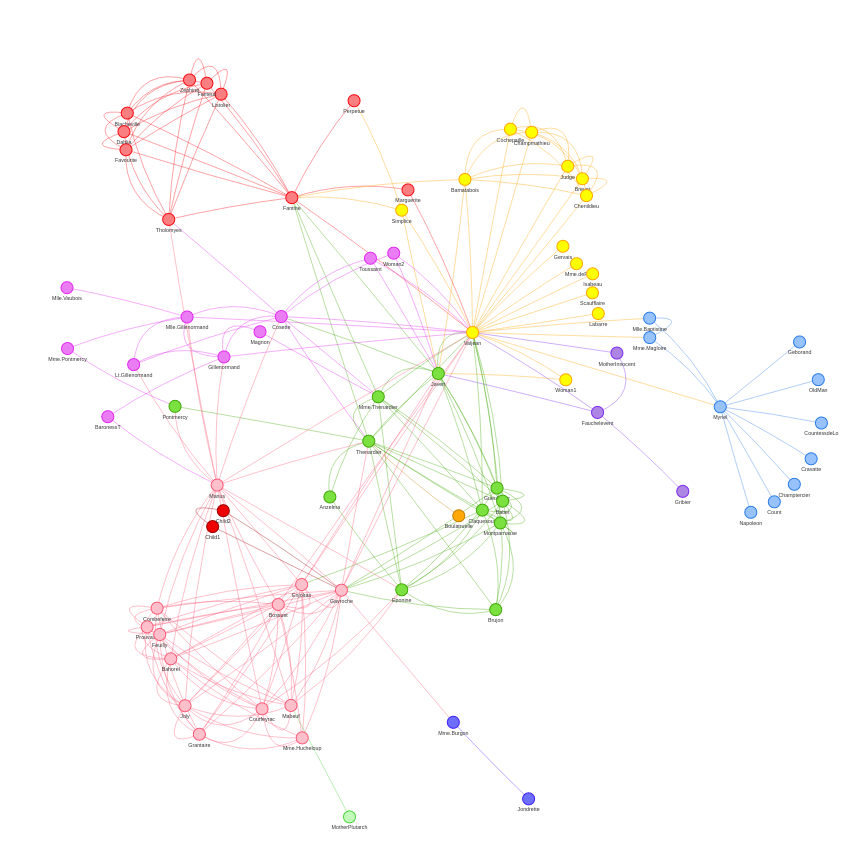 Zephine
Fameuil
Listolier
Blacheville
Dahlia
Favourite
Perpetue
Cochepaille
Champmathieu
Judge
Brevet
Chenildieu
Bamatabois
Fantine
Marguerite
Simplice
Tholomyes
Gervais
Toussaint
Woman2
Mme.deR
Isabeau
Mlle.Vaubois
Scauflaire
Labarre
Mlle.Gillenormand
Cosette
Mlle.Baptistine
Magnon
Valjean
Mme.Magloire
Geborand
Mme.Pontmercy
Gillenormand
MotherInnocent
Lt.Gillenormand
Javert
Woman1
OldMan
Mme.Thenardier
Pontmercy
Myriel
BaronessT
Fauchelevent
CountessdeLo
Thenardier
Cravatte
Champtercier
Marius
Gueulemer
Gribier
Anzelma
Babet
Count
Child2
Boulatruelle
Claquesous
Napoleon
Child1
Montparnasse
Enjolras
Gavroche
Eponine
Bossuet
Brujon
Combeferre
Prouvaire
Feuilly
Bahorel
Joly
Courfeyrac
Mabeuf
Mme.Burgon
Grantaire
Mme.Hucheloup
Jondrette
MotherPlutarch